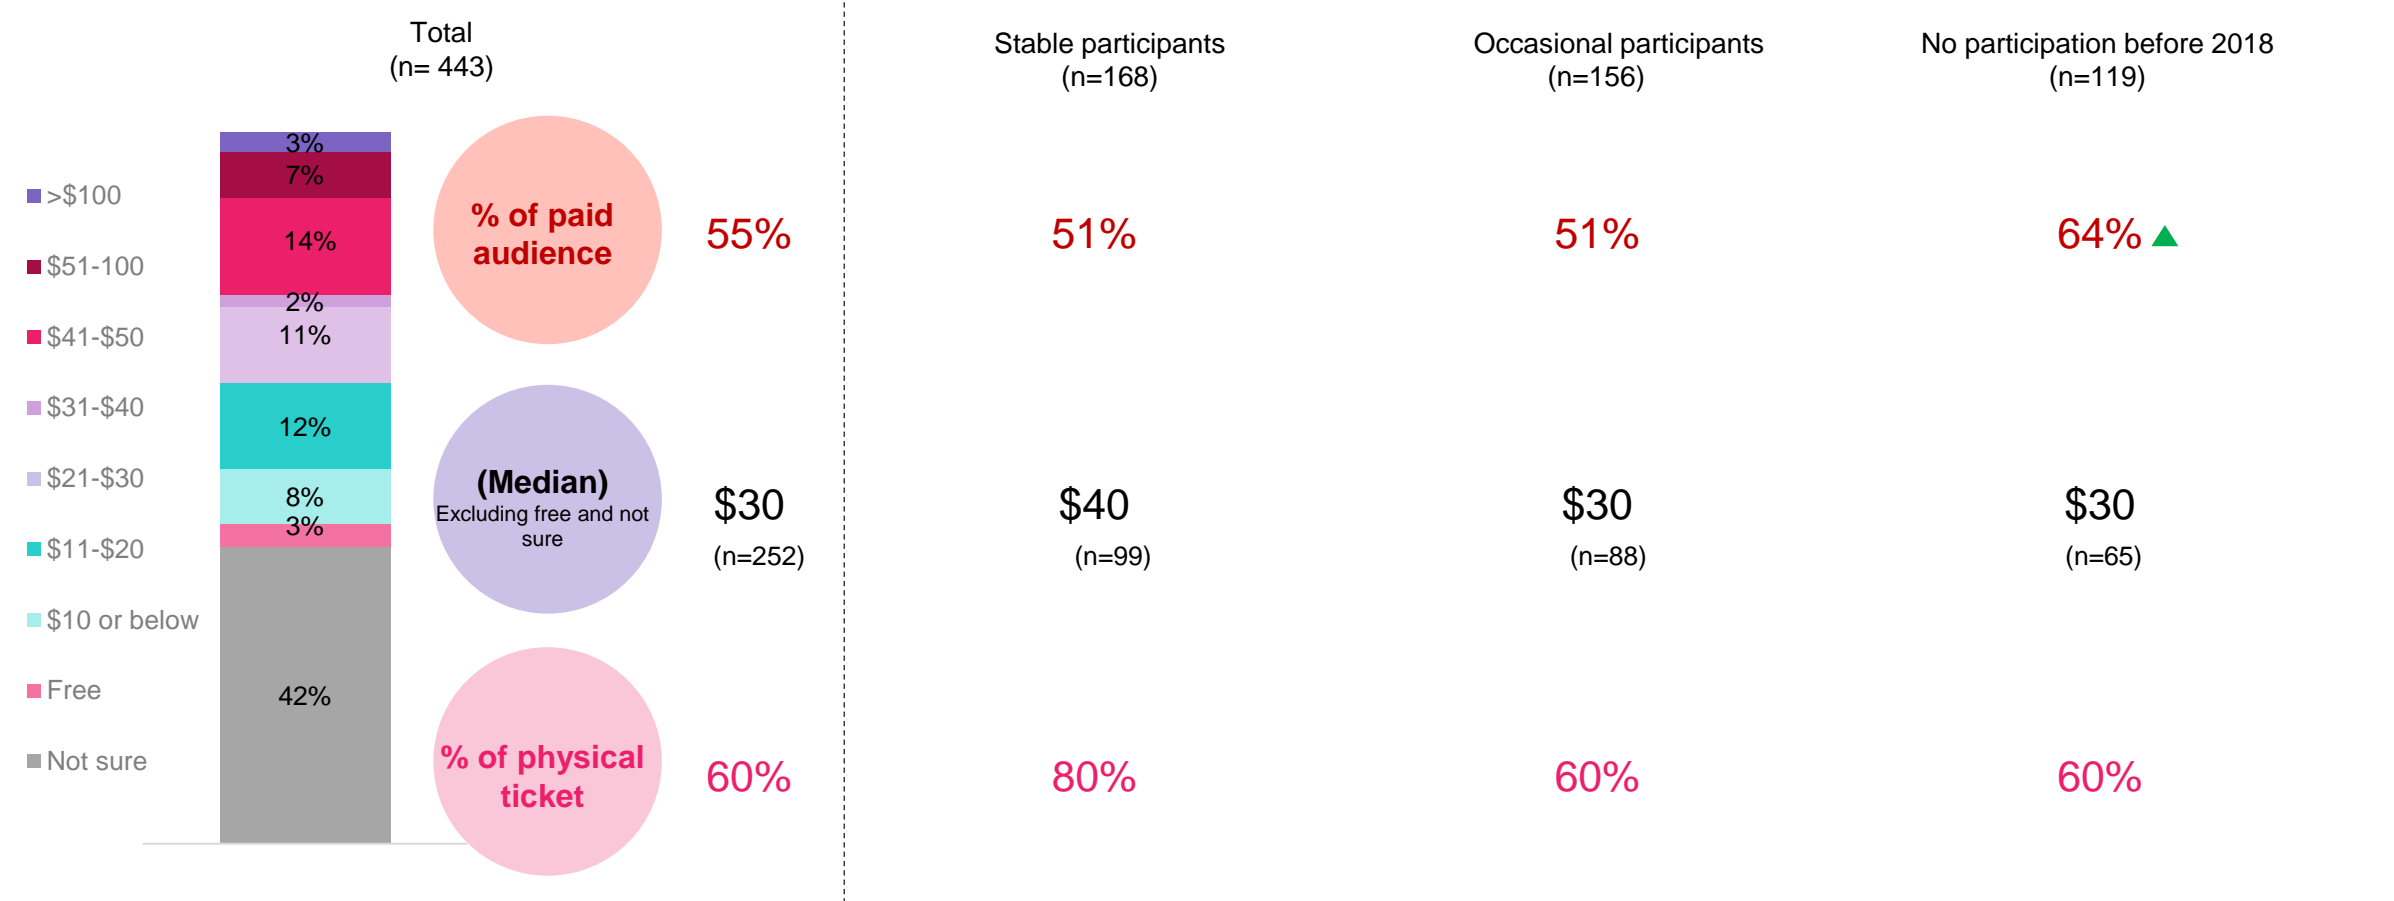 Total
(n= 443)
Stable participants
(n=168)
Occasional participants
(n=156)
No participation before 2018
(n=119)
>$100
$51-100
$41-$50
$31-$40
$21-$30
$11-$20
$10 or below
Free
Not sure
3%
7%
14%
2%
11%
12%
8%
3%
42%
% of paid
audience
55%
51%
51%
64%
(Median)
Excluding free and not
sure
$30
(n=252)
$40
(n=99)
$30
(n=88)
$30
(n=65)
% of physical
ticket
60%
80%
60%
60%